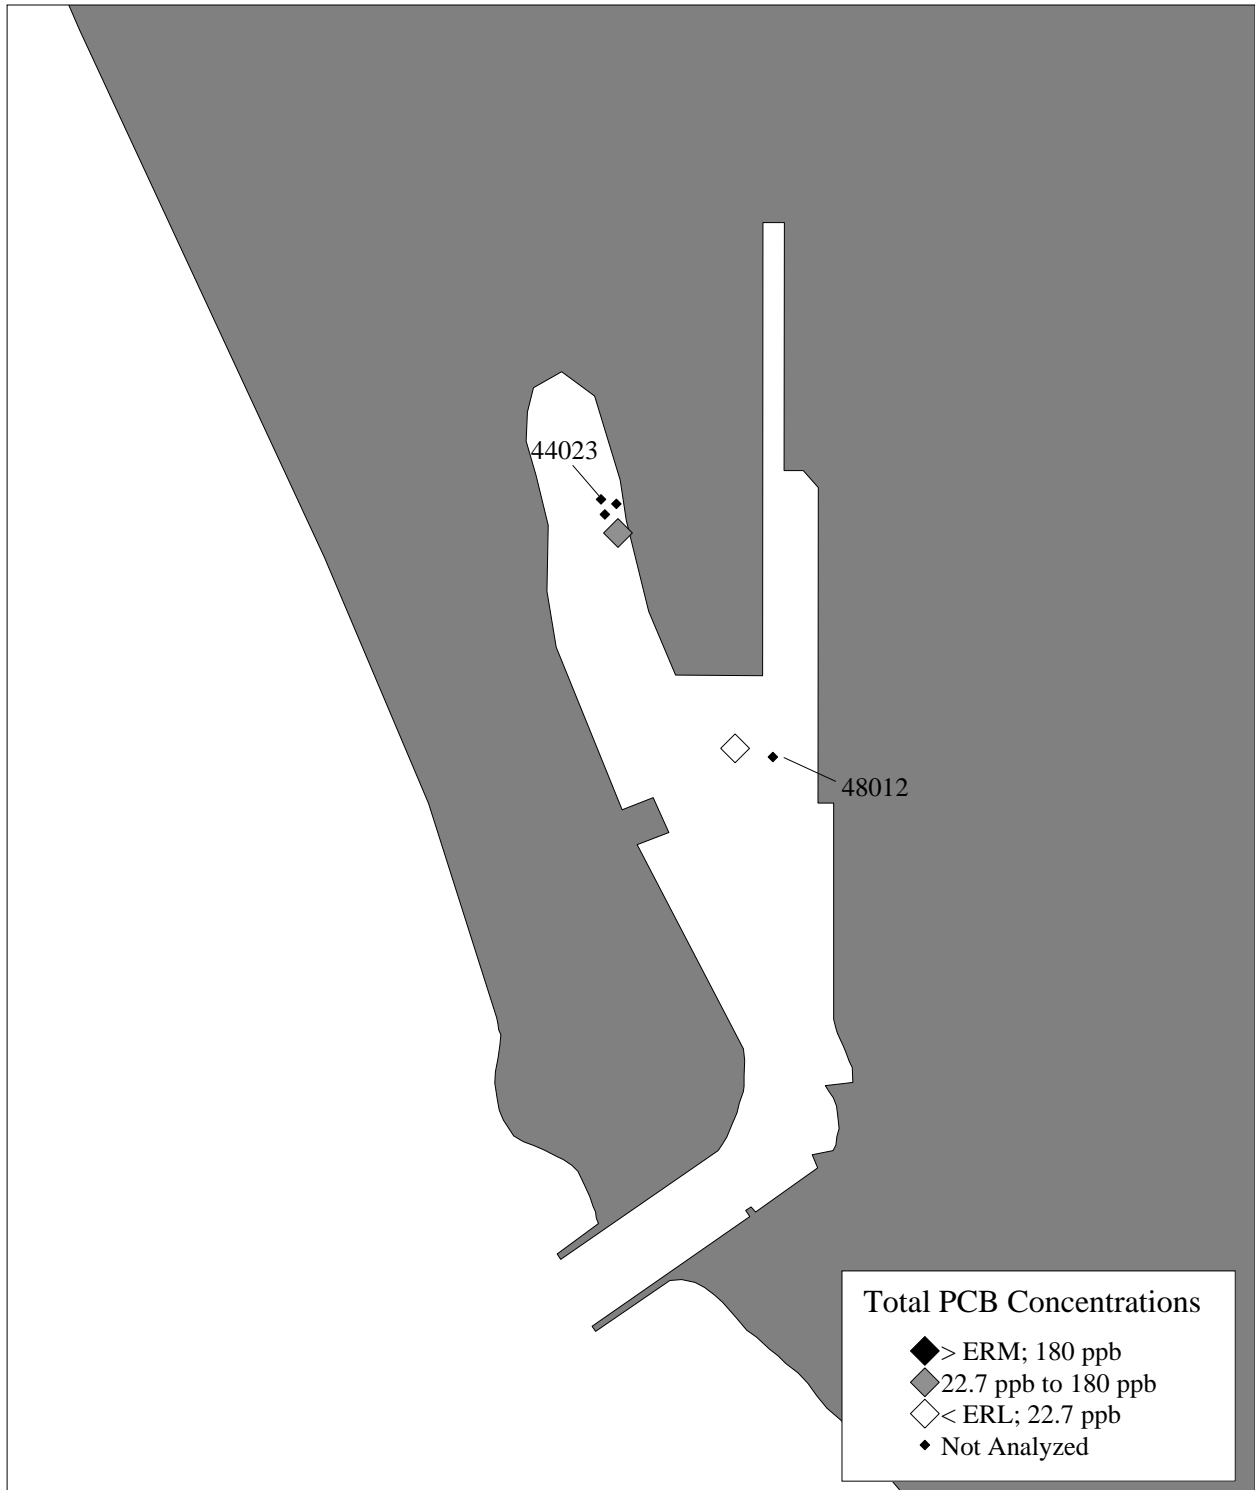 44023
48012
Total PCB Concentrations
> ERM; 180 ppb
22.7 ppb to 180 ppb
< ERL; 22.7 ppb
Not Analyzed